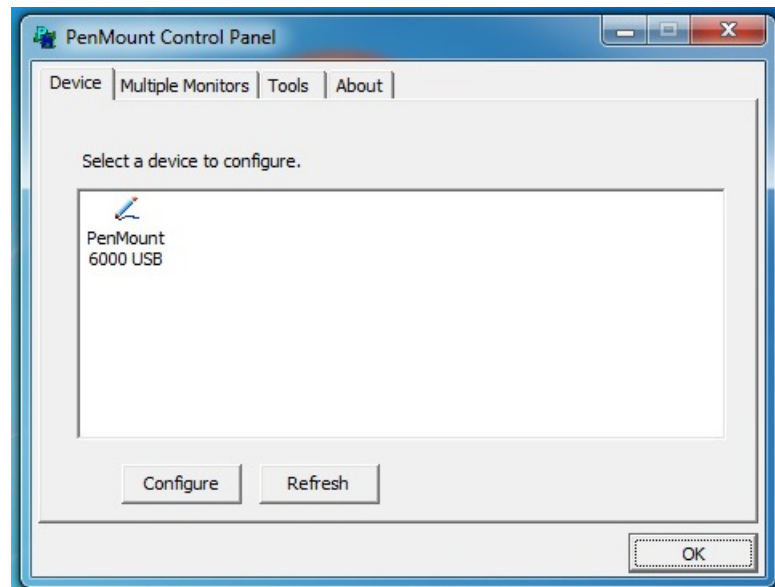 PenMount Control Panel
Device Multiple Monitors Tools About
Select a device to configure.
PenMount
6000 USB
Configure Refresh
OK